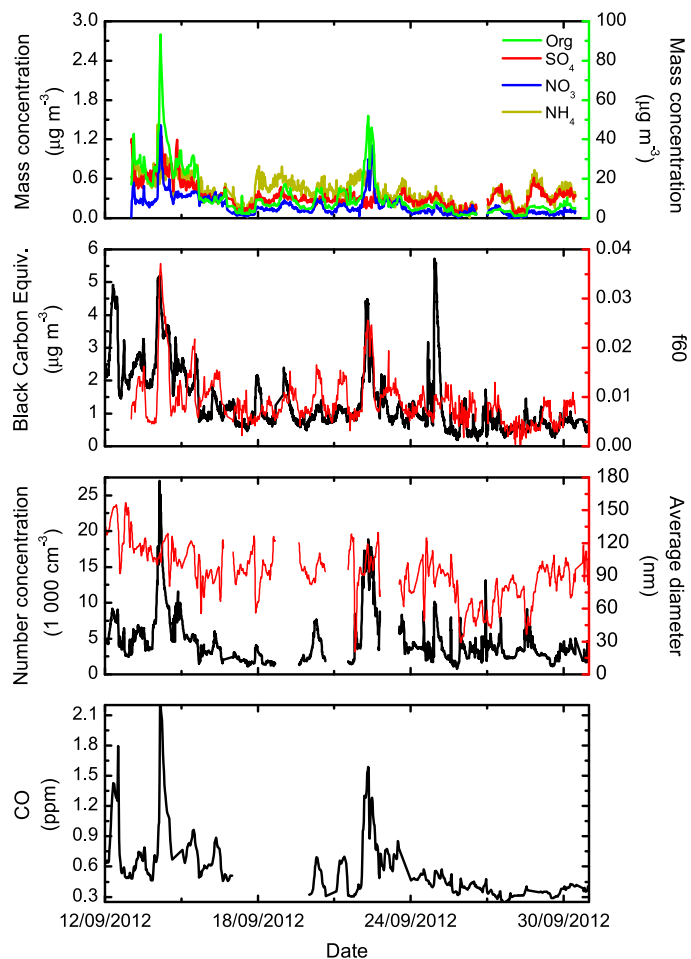 Mass concentration
(µg m⁻³)
3.0
2.4
1.8
1.2
0.6
0.0
Org
SO₄
NO₃
NH₄
100
80
60
40
20
0
Mass concentration
(µg m⁻³)
Black Carbon Equiv.
(µg m⁻³)
6
5
4
3
2
1
0
0.04
0.03
0.02
0.01
0.00
f60
Number concentration
(1 000 cm⁻³)
25
20
15
10
5
0
180
150
120
90
60
30
0
Average diameter
(nm)
CO
(ppm)
2.1
1.8
1.5
1.2
0.9
0.6
0.3
12/09/2012 18/09/2012 24/09/2012 30/09/2012
Date